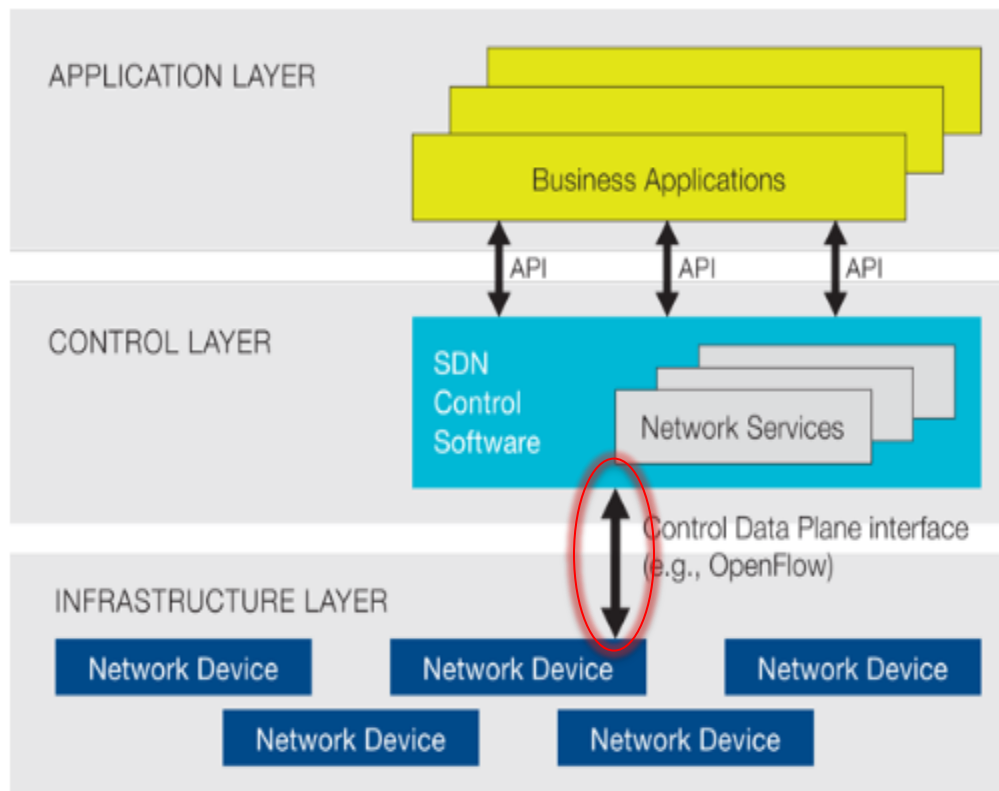 APPLICATION LAYER
Business Applications
API
API
API
CONTROL LAYER
SDN
Control
Software
Network Services
Control Data Plane interface
(e.g., OpenFlow)
INFRASTRUCTURE LAYER
Network Device
Network Device
Network Device
Network Device
Network Device